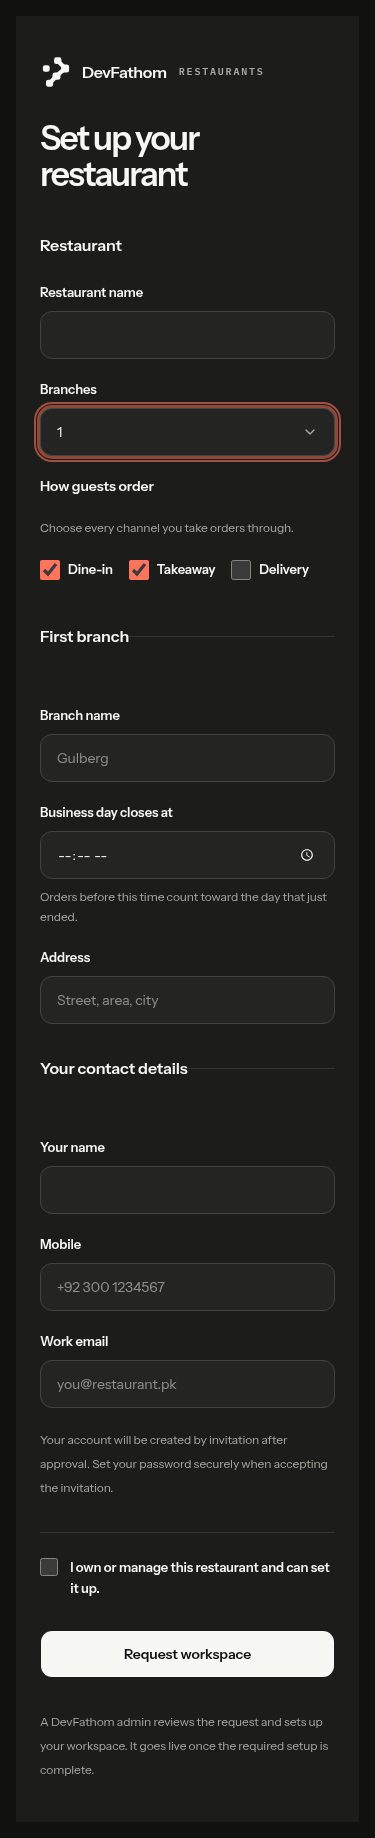 DevFathom RESTAURANTS
Set up your
restaurant
Restaurant
Restaurant name
Branches
1
How guests order
Choose every channel you take orders through.
Dine-in Takeaway Delivery
First branch
Branch name
Gulberg
Business day closes at
--:-- --
Orders before this time count toward the day that just
ended.
Address
Street, area, city
Your contact details
Your name
Mobile
+92 300 1234567
Work email
you@restaurant.pk
Your account will be created by invitation after
approval. Set your password securely when accepting
the invitation.
I own or manage this restaurant and can set
it up.
Request workspace
A DevFathom admin reviews the request and sets up
your workspace. It goes live once the required setup is
complete.